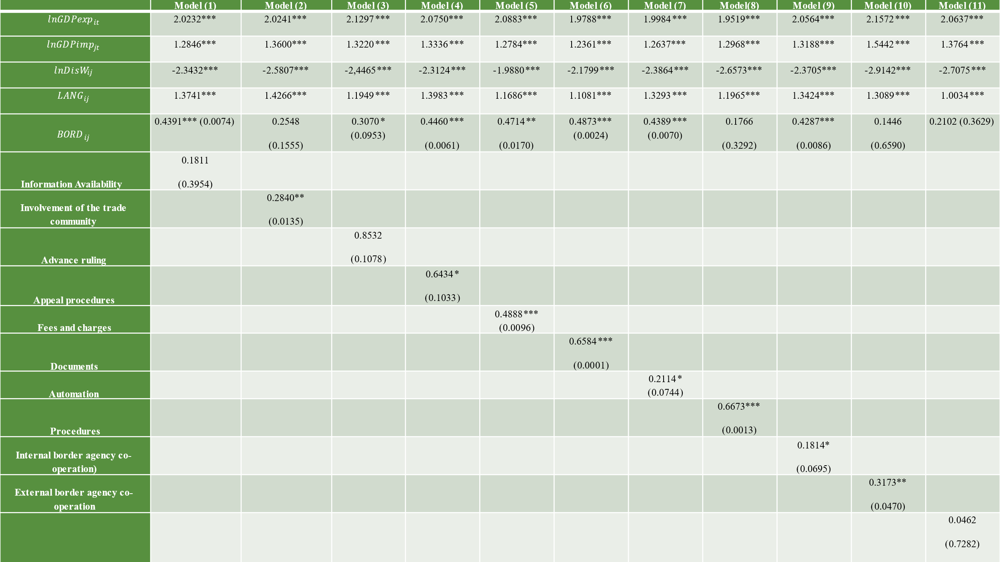 Model (1) Model (2) Model (3) Model (4) Model (5) Model (6) Model (7) Model(8) Model (9) Model (10) Model (11)
lnGDPexp it 2.0232*** 2.0241*** 2.1297*** 2.0750*** 2.0883*** 1.9788*** 1.9984*** 1.9519*** 2.0564*** 2.1572*** 2.0637***
lnGDPimp jt 1.2846*** 1.3600*** 1.3220*** 1.3336*** 1.2784*** 1.2361*** 1.2637*** 1.2968*** 1.3188*** 1.5442*** 1.3764***
lnDisW ij -2.3432*** -2.5807*** -2,4465*** -2.3124*** -1.9880*** -2.1799*** -2.3864*** -2.6573*** -2.3705*** -2.9142*** -2.7075***
LANG ij 1.3741*** 1.4266*** 1.1949*** 1.3983*** 1.1686*** 1.1081*** 1.3293*** 1.1965*** 1.3424*** 1.3089*** 1.0034***
0.4391*** (0.0074) 0.2548 0.3070* 0.4460*** 0.4714** 0.4873*** 0.4389*** 0.1766 0.4287*** 0.1446 0.2102 (0.3629)
BORD ij (0.0953) (0.0024) (0.0070)
(0.1555) (0.0061) (0.0170) (0.3292) (0.0086) (0.6590)
0.1811
Information Availability (0.3954)
0.2840**
Involvement of the trade
community (0.0135)
0.8532
Advance ruling (0.1078)
0.6434*
Appeal procedures (0.1033)
0.4888***
Fees and charges (0.0096)
0.6584***
Documents (0.0001)
0.2114*
Automation (0.0744)
0.6673***
Procedures (0.0013)
0.1814*
Internal border agency co-
operation) (0.0695)
0.3173**
External border agency co-
operation (0.0470)
0.0462
(0.7282)